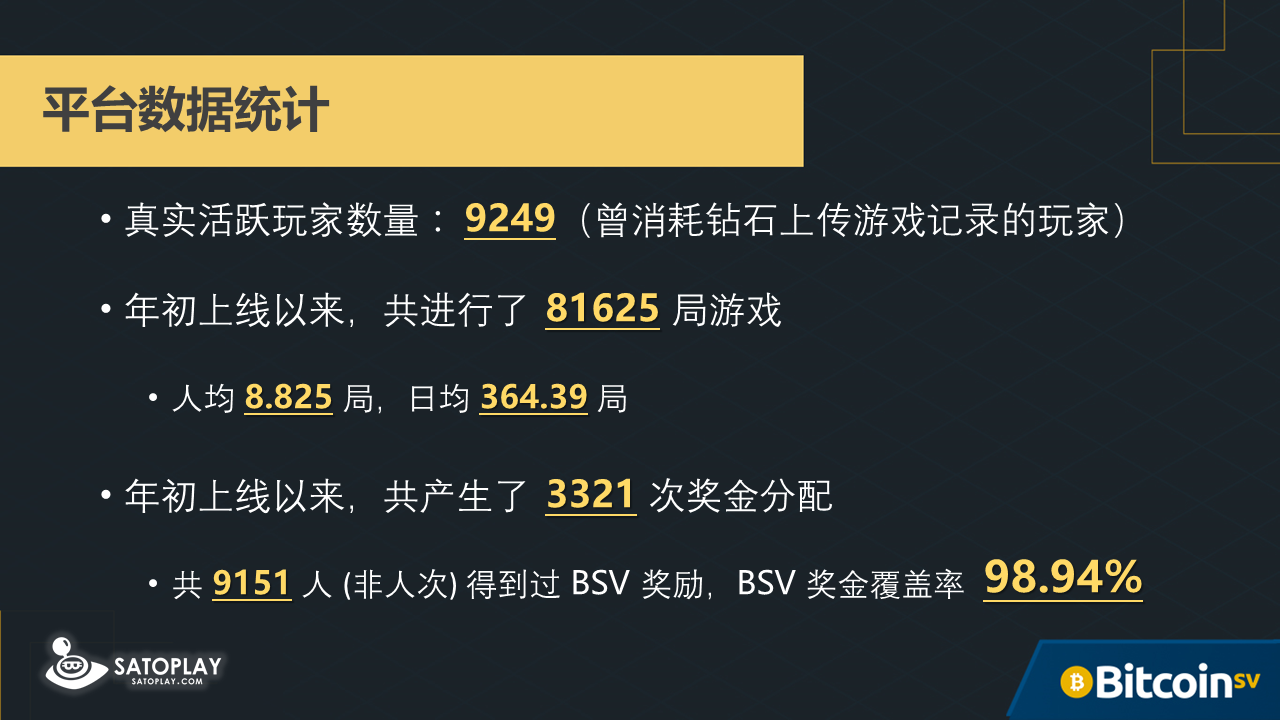 平台数据统计
• 真实活跃玩家数量：9249（曾消耗钻石上传游戏记录的玩家）
• 年初上线以来，共进行了 81625 局游戏
• 人均 8.825 局，日均 364.39 局
• 年初上线以来，共产生了 3321 次奖金分配
• 共 9151 人 (非人次) 得到过 BSV 奖励，BSV 奖金覆盖率 98.94%
SATOPLAY
SATOPLAY.COM
Bitcoin SV